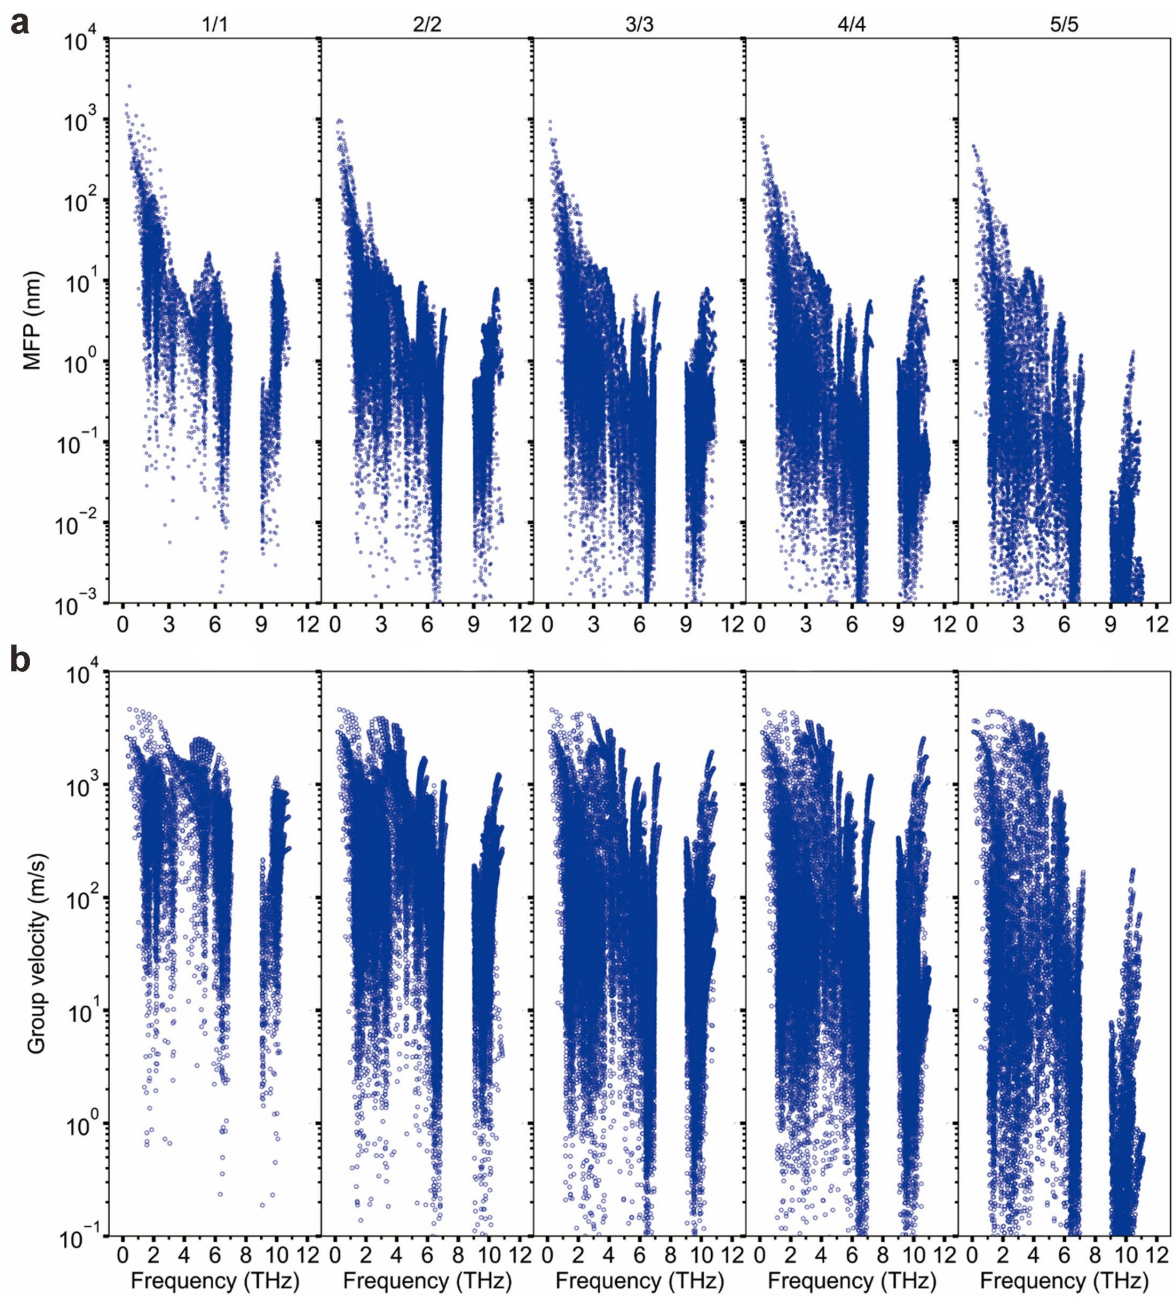 a
1/1 2/2 3/3 4/4 5/5
10^4
10^3
10^2
10^1
10^0
10^−1
10^−2
10^−3
MFP (nm)
0 3 6 9 12 0 3 6 9 12 0 3 6 9 12 0 3 6 9 12 0 3 6 9 12
b
10^4
10^3
10^2
10^1
10^0
10^−1
Group velocity (m/s)
0 2 4 6 8 10 12 0 2 4 6 8 10 12 0 2 4 6 8 10 12 0 2 4 6 8 10 12 0 2 4 6 8 10 12
Frequency (THz) Frequency (THz) Frequency (THz) Frequency (THz) Frequency (THz)